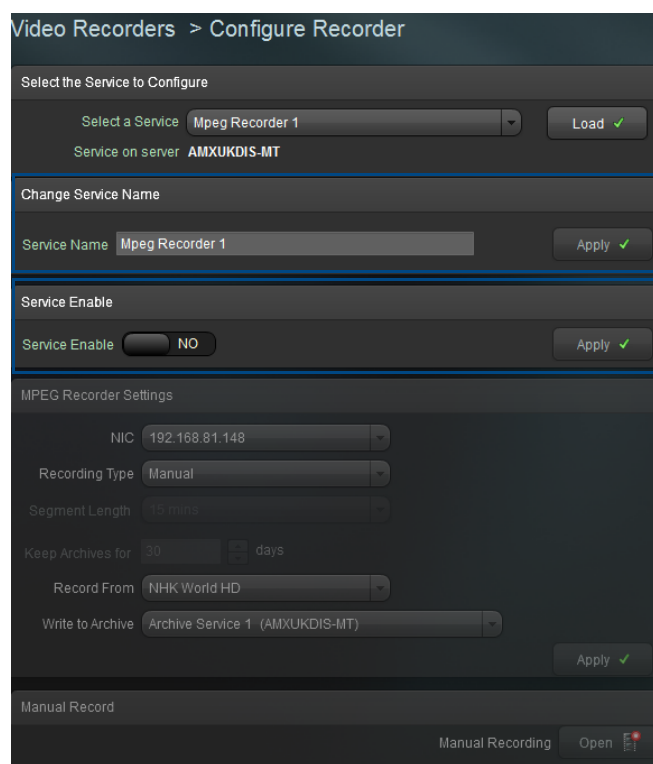 Video Recorders > Configure Recorder
Select the Service to Configure
Select a Service Mpeg Recorder 1 Load
Service on server AMXUKDIS-MT
Change Service Name
Service Name Mpeg Recorder 1 Apply
Service Enable
Service Enable NO Apply
MPEG Recorder Settings
NIC 192.168.81.148
Recording Type Manual
Segment Length 15 mins
Keep Archives for 30 days
Record From NHK World HD
Write to Archive Archive Service 1 (AMXUKDIS-MT)
Apply
Manual Record
Manual Recording Open